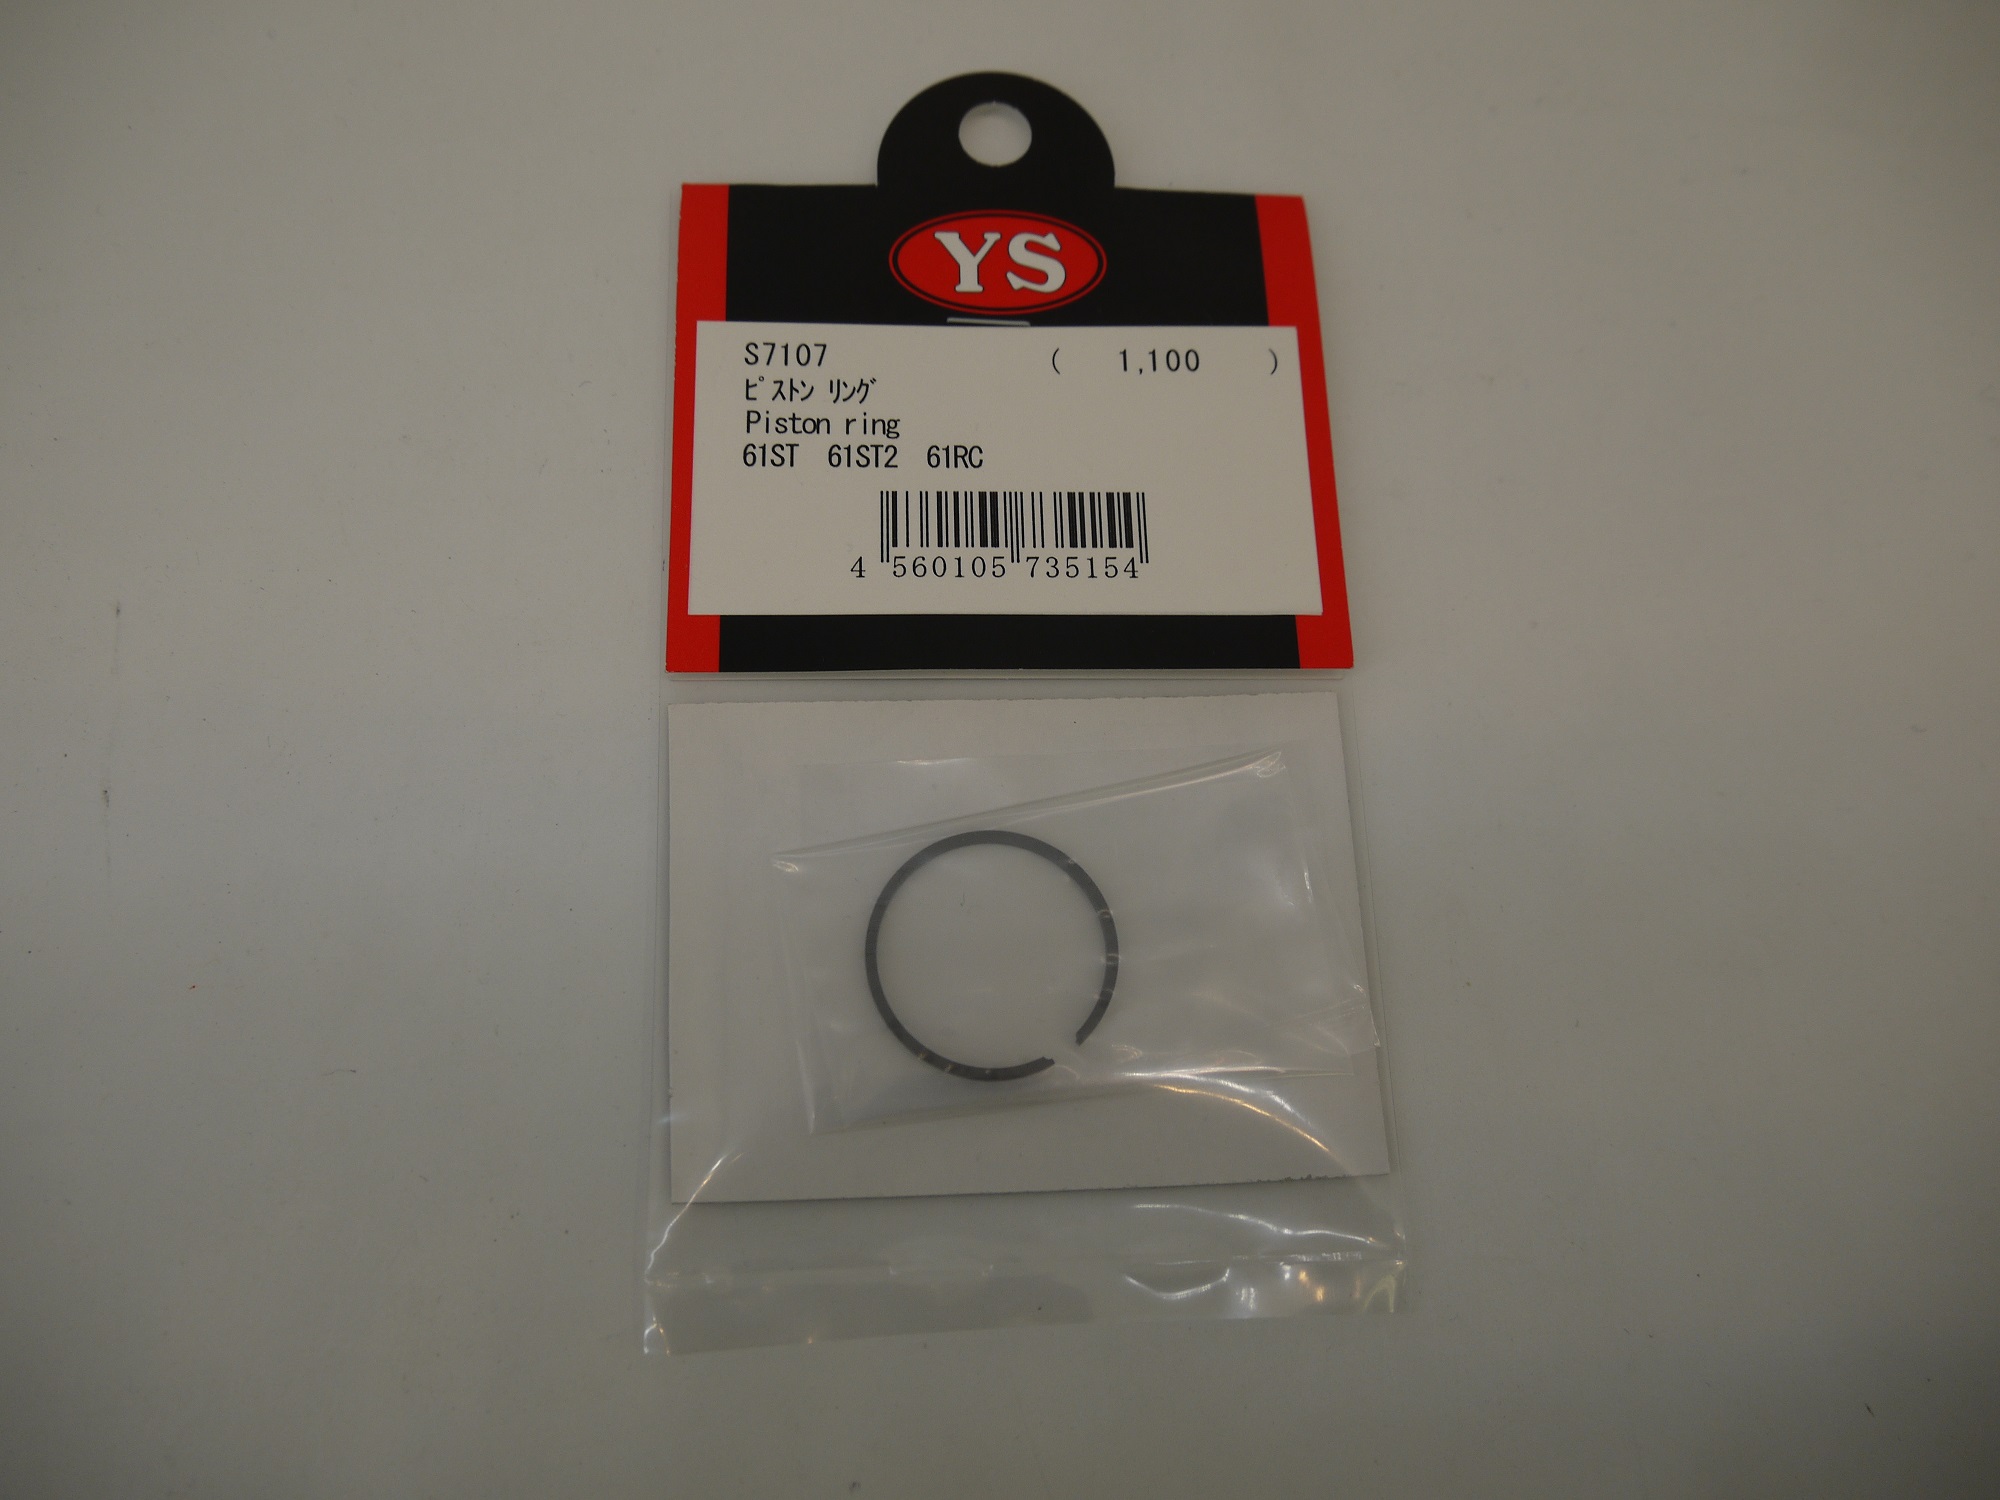 YS
S7107 ( 1,100 )
ﾋﾟｽﾄﾝ ﾘﾝｸﾞ
Piston ring
61ST 61ST2 61RC
4 560105 735154